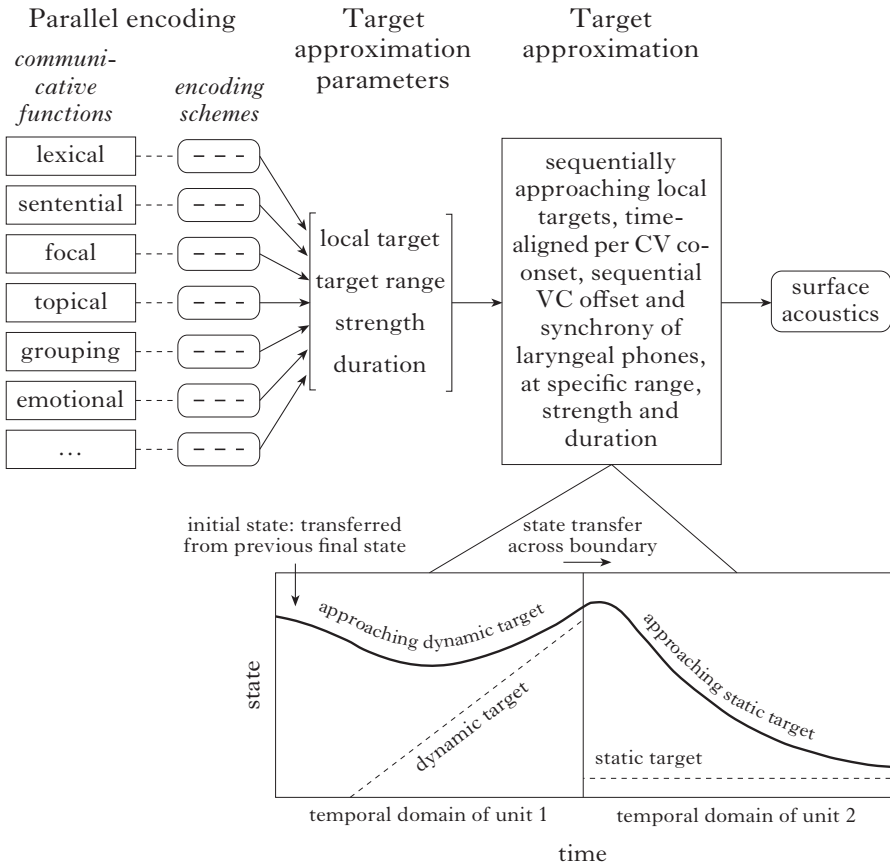 Parallel encoding
Target
approximation
parameters
Target
approximation
communi-
cative
functions
encoding
schemes
lexical
sentential
focal
topical
grouping
emotional
...
local target
target range
strength
duration
sequentially
approaching local
targets, time-
aligned per CV co-
onset, sequential
VC offset and
synchrony of
laryngeal phones,
at specific range,
strength and
duration
surface
acoustics
initial state: transferred
from previous final state
state transfer
across boundary
approaching dynamic target
dynamic target
approaching static target
static target
state
temporal domain of unit 1
temporal domain of unit 2
time